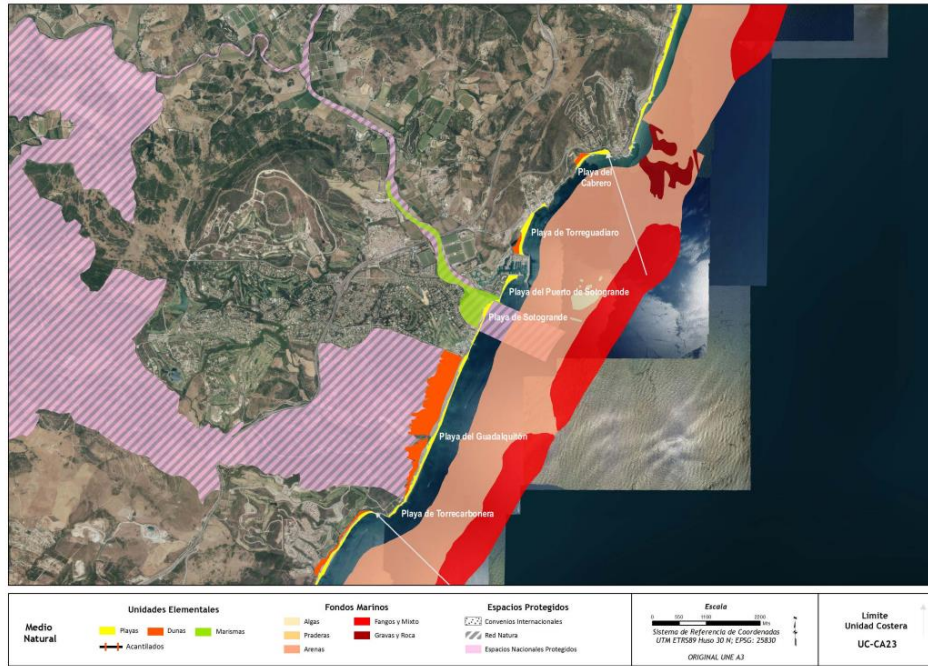 Playa del
Cabrero
Playa de Torreguadiaro
Playa del Puerto de Sotogrande
Playa de Sotogrande
Playa del Guadalquitón
Playa de Torrecarbonera
Medio
Natural
Unidades Elementales
Playas
Dunas
Marismas
Acantilados
Fondos Marinos
Algas
Praderas
Arenas
Fangos y Mixto
Gravas y Roca
Espacios Protegidos
Convenios Internacionales
Red Natura
Espacios Nacionales Protegidos
Escala
Sistema de Referencia de Coordenadas
UTM ETRS89 Huso 30 N; EPSG: 25830
ORIGINAL UNE A3
Límite
Unidad Costera
UC-CA23